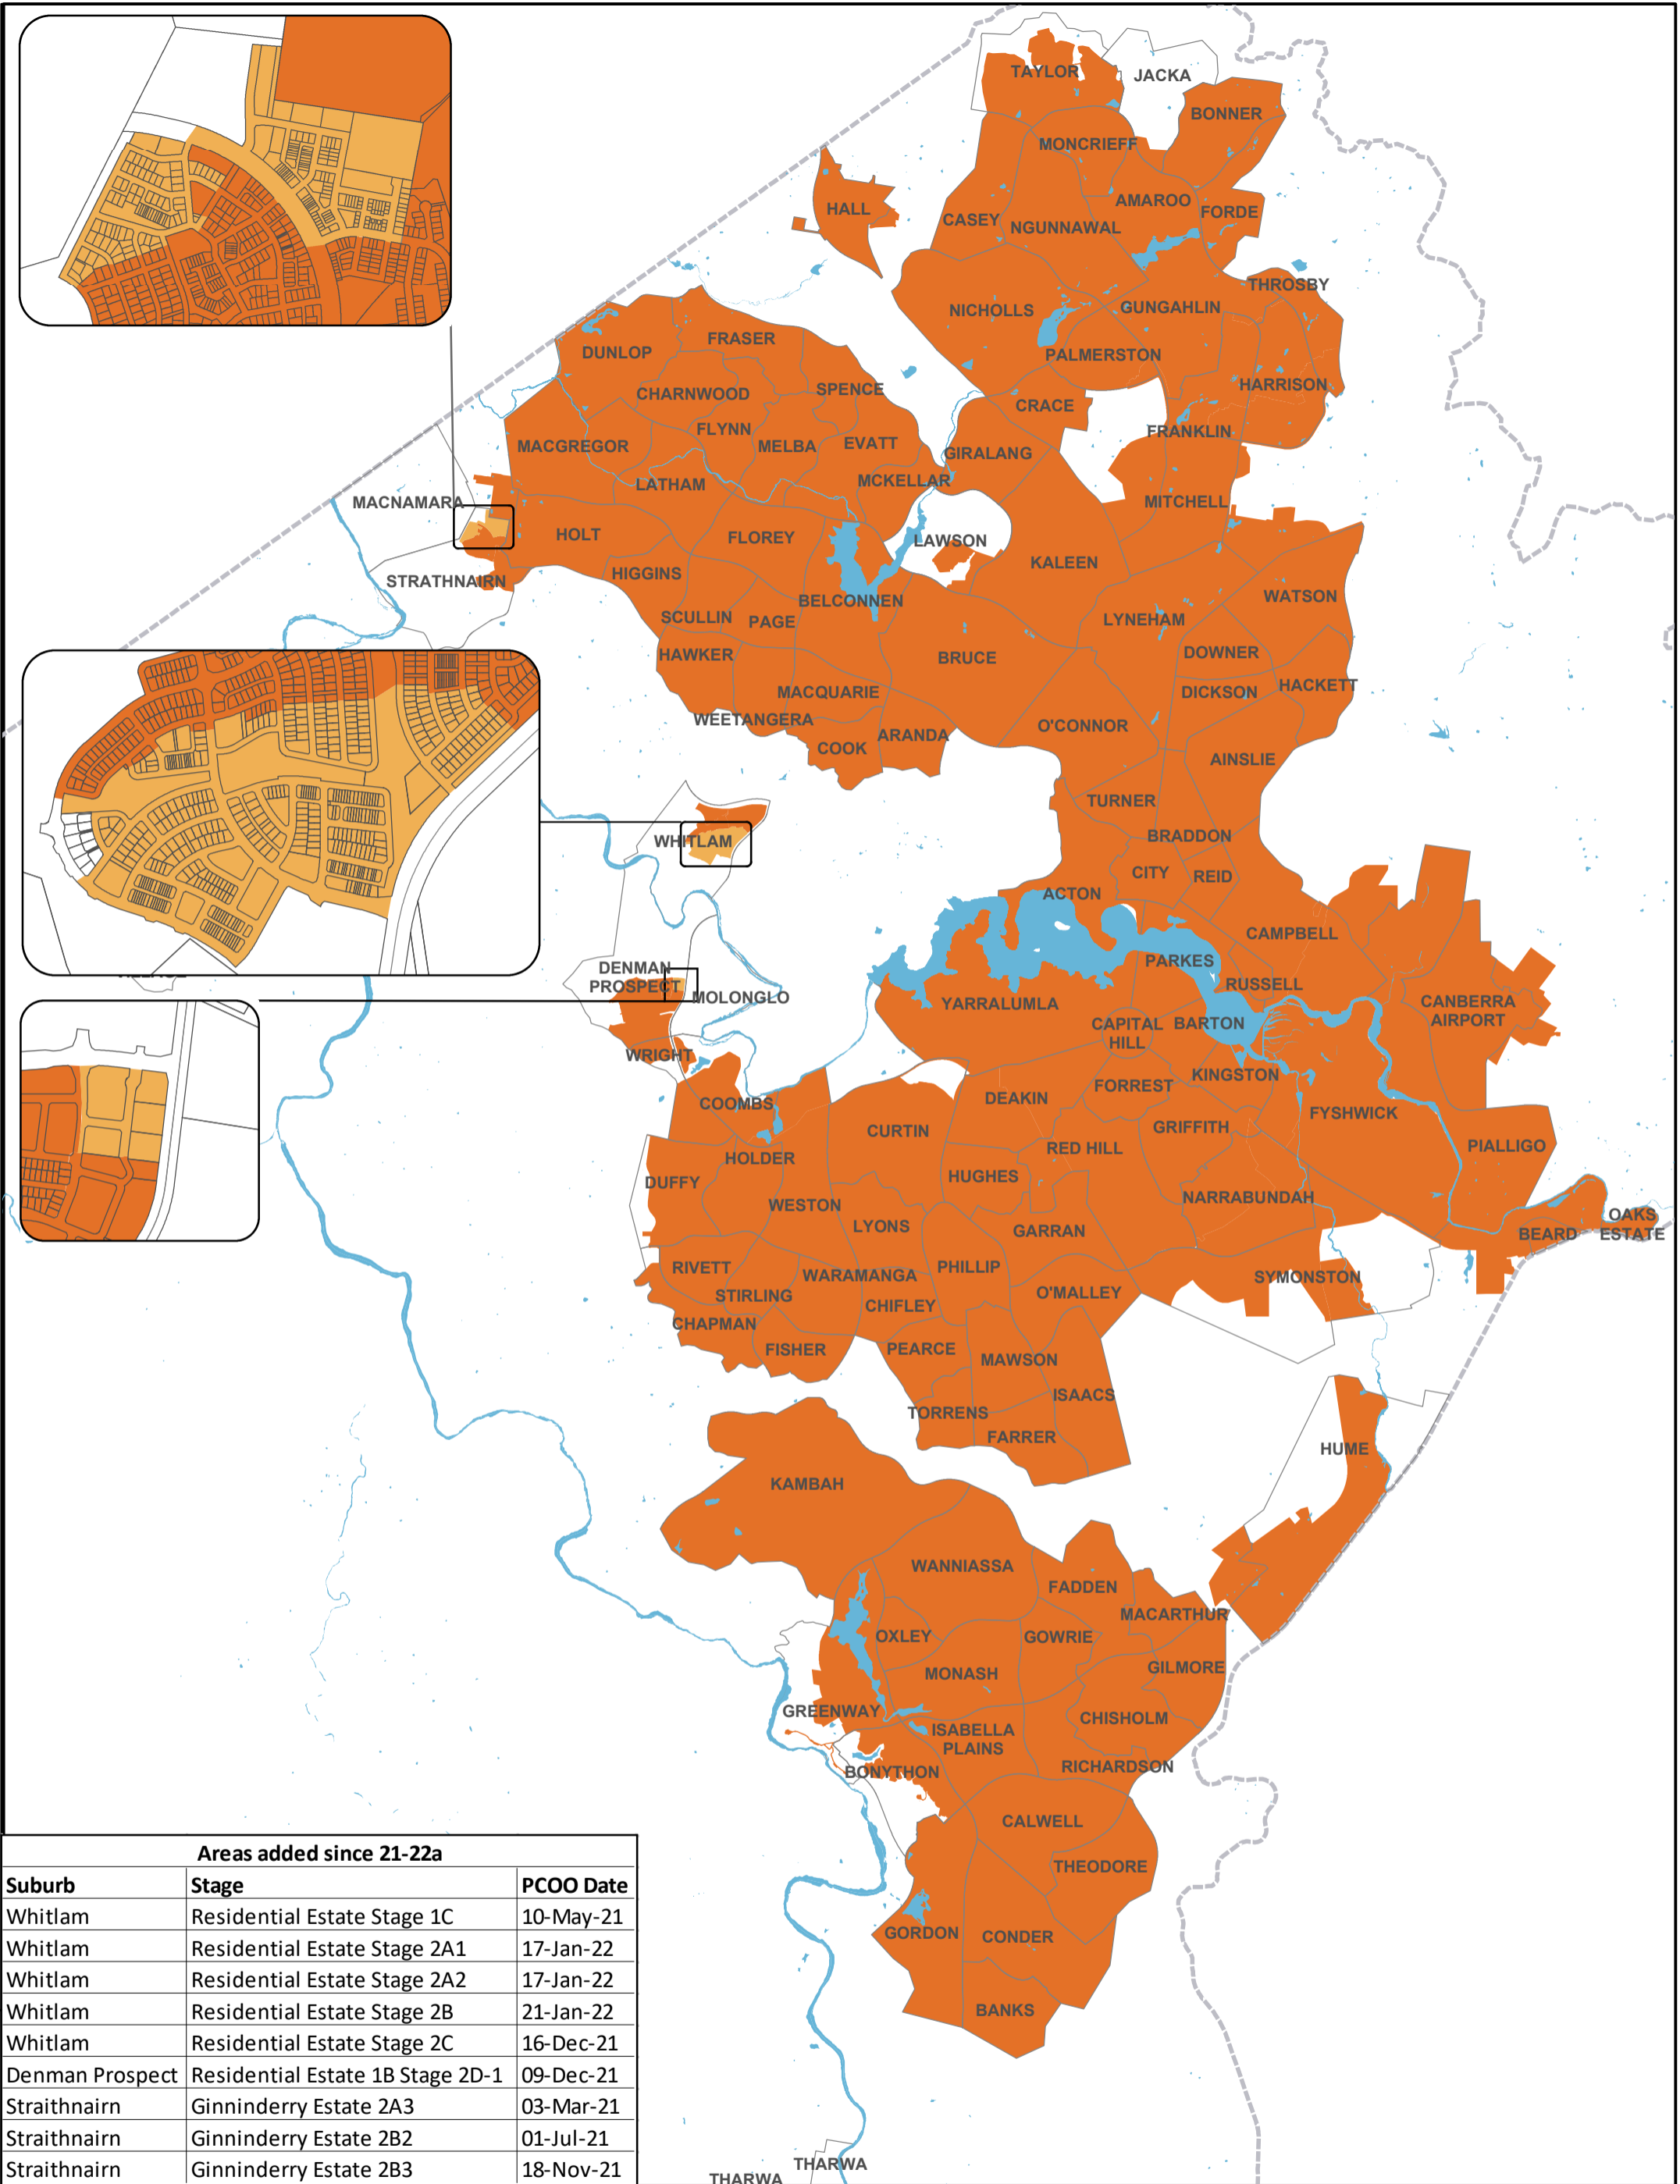 TAYLOR
JACKA
BONNER
MONCRIEFF
HALL
AMAROO
FORDE
CASEY
NGUNNAWAL
THROSBY
NICHOLLS
GUNGAHLIN
FRASER
DUNLOP
PALMERSTON
HARRISON
SPENCE
CHARNWOOD
CRACE
FLYNN
FRANKLIN
MACGREGOR
MELBA
EVATT
GIRALANG
LATHAM
MCKELLAR
MACNAMARA
MITCHELL
HOLT
FLOREY
LAWSON
KALEEN
HIGGINS
STRATHNAIRN
WATSON
BELCONNEN
SCULLIN
PAGE
LYNEHAM
HAWKER
BRUCE
DOWNER
MACQUARIE
DICKSON
HACKETT
WEETANGERA
O'CONNOR
ARANDA
COOK
AINSLIE
TURNER
WHITLAM
BRADDON
CITY
REID
ACTON
CAMPBELL
PARKES
DENMAN
PROSPECT
RUSSELL
MOLONGLO
YARRALUMLA
CANBERRA
AIRPORT
CAPITAL
HILL
BARTON
WRIGHT
KINGSTON
FORREST
DEAKIN
COOMBS
FYSHWICK
GRIFFITH
CURTIN
RED HILL
PIALLIGO
HOLDER
HUGHES
DUFFY
NARRABUNDAH
WESTON
LYONS
GARRAN
OAKS
ESTATE
BEARD
RIVETT
PHILLIP
WARAMANGA
SYMONSTON
STIRLING
O'MALLEY
CHIFLEY
CHAPMAN
FISHER
PEARCE
MAWSON
ISAACS
TORRENS
FARRER
HUME
KAMBAH
WANNIASSA
FADDEN
MACARTHUR
OXLEY
GOWRIE
GILMORE
MONASH
GREENWAY
CHISHOLM
ISABELLA
PLAINS
RICHARDSON
BONYTHON
CALWELL
THEODORE
GORDON
CONDER
BANKS
THARWA
THARWA
Areas added since 21-22a
Suburb Stage PCOO Date
Whitlam Residential Estate Stage 1C 10-May-21
Whitlam Residential Estate Stage 2A1 17-Jan-22
Whitlam Residential Estate Stage 2A2 17-Jan-22
Whitlam Residential Estate Stage 2B 21-Jan-22
Whitlam Residential Estate Stage 2C 16-Dec-21
Denman Prospect Residential Estate 1B Stage 2D-1 09-Dec-21
Straithnairn Ginninderry Estate 2A3 03-Mar-21
Straithnairn Ginninderry Estate 2B2 01-Jul-21
Straithnairn Ginninderry Estate 2B3 18-Nov-21